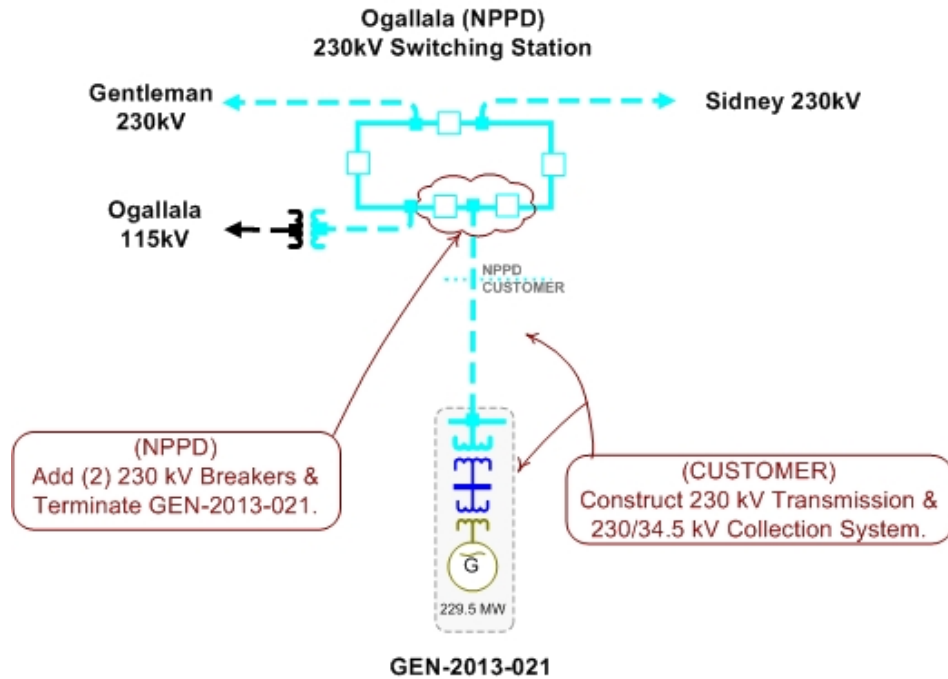 Ogallala (NPPD)
230kV Switching Station
Gentleman
230kV
Sidney 230kV
Ogallala
115kV
NPPD
CUSTOMER
(NPPD)
Add (2) 230 kV Breakers &
Terminate GEN-2013-021.
(CUSTOMER)
Construct 230 kV Transmission &
230/34.5 kV Collection System.
G
229.5 MW
GEN-2013-021